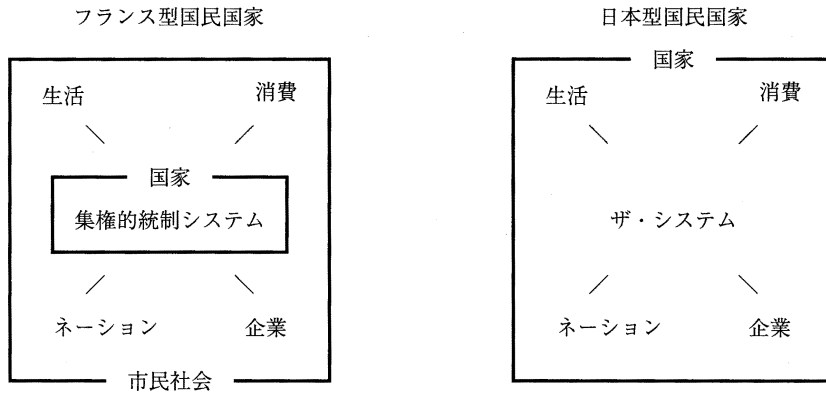 フランス型国民国家
生活
消費
国家
集権的統制システム
ネーション
企業
市民社会
日本型国民国家
国家
生活
消費
ザ・システム
ネーション
企業